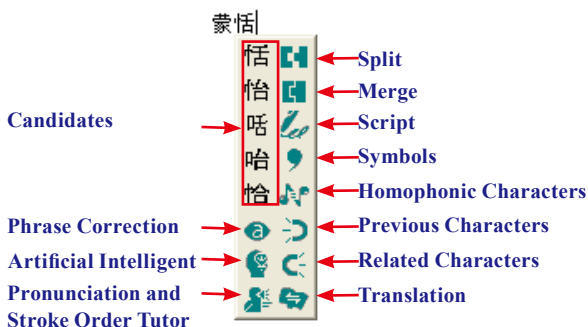 蒙恬
恬 Split
怡 Merge
Candidates 咶 Script
咍 Symbols
恰 Homophonic Characters
Phrase Correction a Previous Characters
Artificial Intelligent Related Characters
Pronunciation and
Stroke Order Tutor Translation